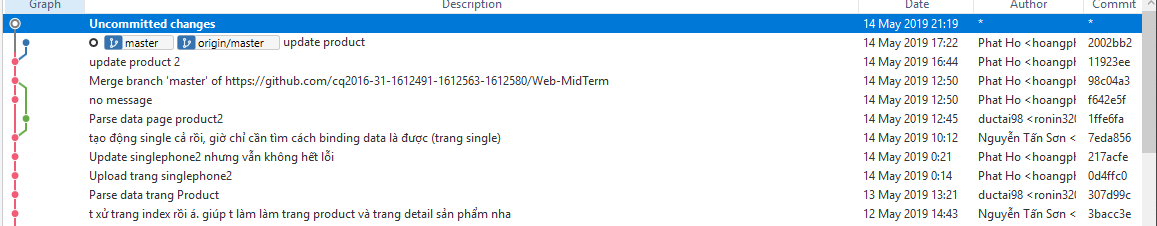 Graph Description Date Author Commit
Uncommitted changes 14 May 2019 21:19 * *
master origin/master update product 14 May 2019 17:22 Phat Ho <hoangph 2002bb2
update product 2 14 May 2019 16:44 Phat Ho <hoangph 11923ee
Merge branch 'master' of https://github.com/cq2016-31-1612491-1612563-1612580/Web-MidTerm 14 May 2019 12:50 Phat Ho <hoangph 98c04a3
no message 14 May 2019 12:50 Phat Ho <hoangph f642e5f
Parse data page product2 14 May 2019 12:45 ductai98 <ronin320 1ffe6fa
tạo động single cả rồi, giờ chỉ cần tìm cách binding data là được (trang single) 14 May 2019 10:12 Nguyễn Tấn Sơn < 7eda856
Update singlephone2 nhưng vẫn không hết lỗi 14 May 2019 0:21 Phat Ho <hoangph 217acfe
Upload trang singlephone2 14 May 2019 0:14 Phat Ho <hoangph 0d4ffc0
Parse data trang Product 13 May 2019 13:21 ductai98 <ronin320 307d99c
t xử trang index rồi á. giúp t làm làm trang product và trang detail sản phẩm nha 12 May 2019 14:43 Nguyễn Tấn Sơn < 3bacc3e